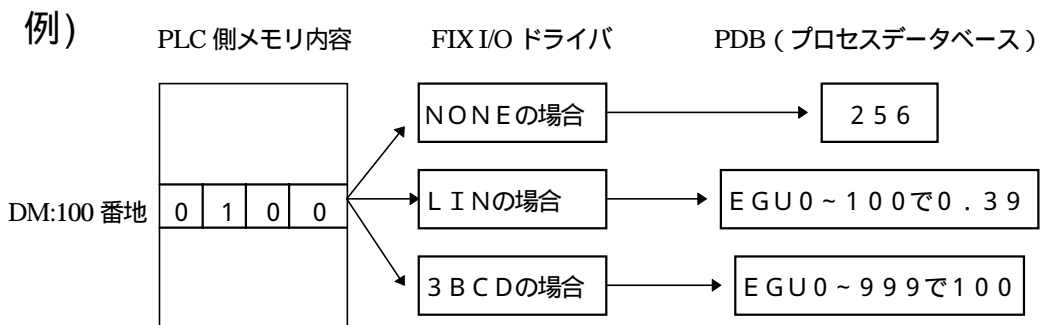 例)
PLC 側メモリ内容 FIX I/O ドライバ PDB ( プロセスデータベース )
NONEの場合 256
DM:100 番地 0 1 0 0 LINの場合 EGU0~100で0.39
3BCDの場合 EGU0~999で100